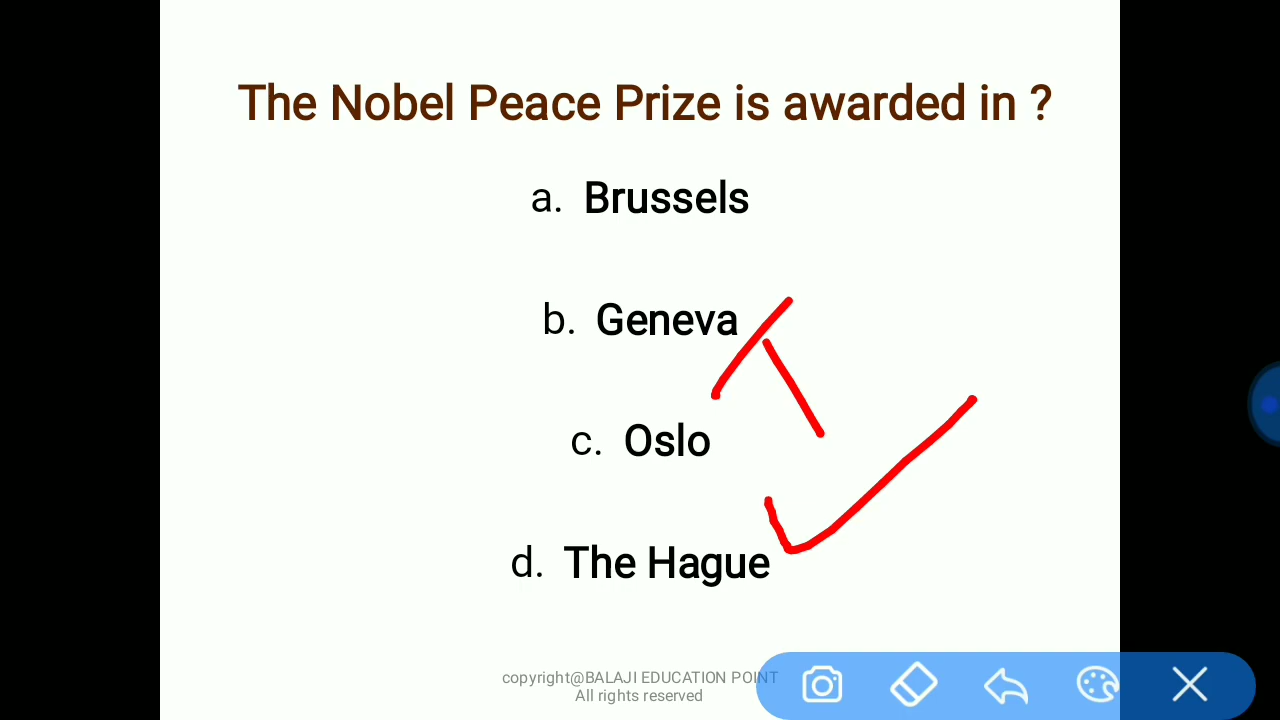 The Nobel Peace Prize is awarded in ?
a. Brussels
b. Geneva
c. Oslo
d. The Hague
copyright@BALAJI EDUCATION POINT
All rights reserved